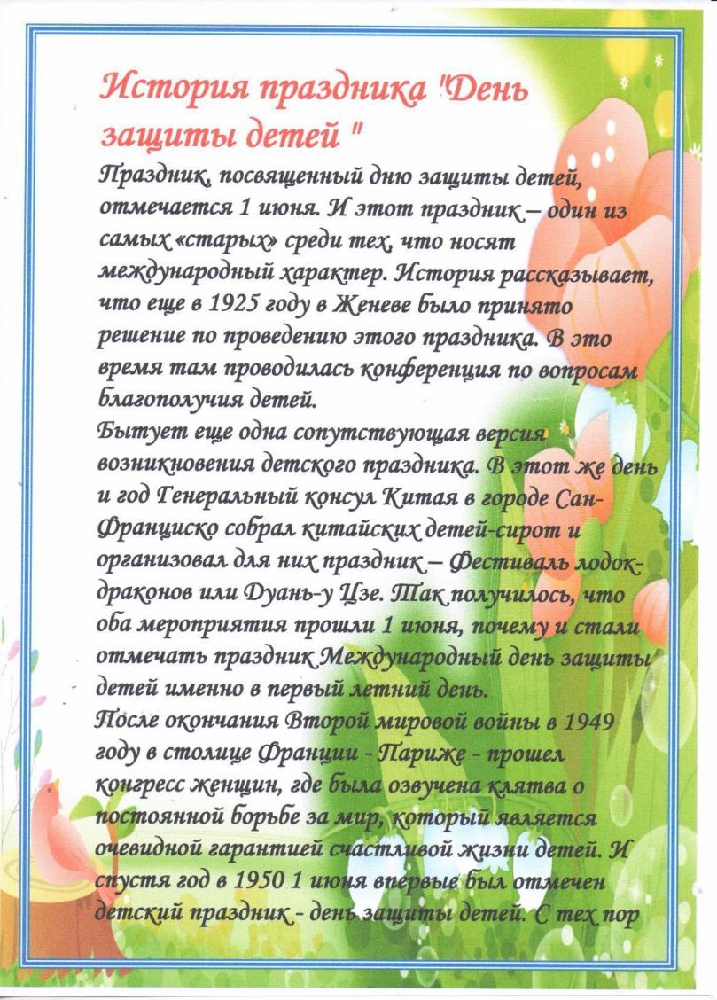 История праздника "День
защиты детей "
Праздник, посвященный дню защиты детей,
отмечается 1 июня. И этот праздник – один из
самых «старых» среди тех, что носят
международный характер. История рассказывает,
что еще в 1925 году в Женеве было принято
решение по проведению этого праздника. В это
время там проводилась конференция по вопросам
благополучия детей.
Бытует еще одна сопутствующая версия
возникновения детского праздника. В этот же день
и год Генеральный консул Китая в городе Сан-
Франциско собрал китайских детей-сирот и
организовал для них праздник – Фестиваль лодок-
драконов или Дуань-у Цзе. Так получилось, что
оба мероприятия прошли 1 июня, почему и стали
отмечать праздник Международный день защиты
детей именно в первый летний день.
После окончания Второй мировой войны в 1949
году в столице Франции - Париже - прошел
конгресс женщин, где была озвучена клятва о
постоянной борьбе за мир, который является
очевидной гарантией счастливой жизни детей. И
спустя год в 1950 1 июня впервые был отмечен
детский праздник - день защиты детей. С тех пор